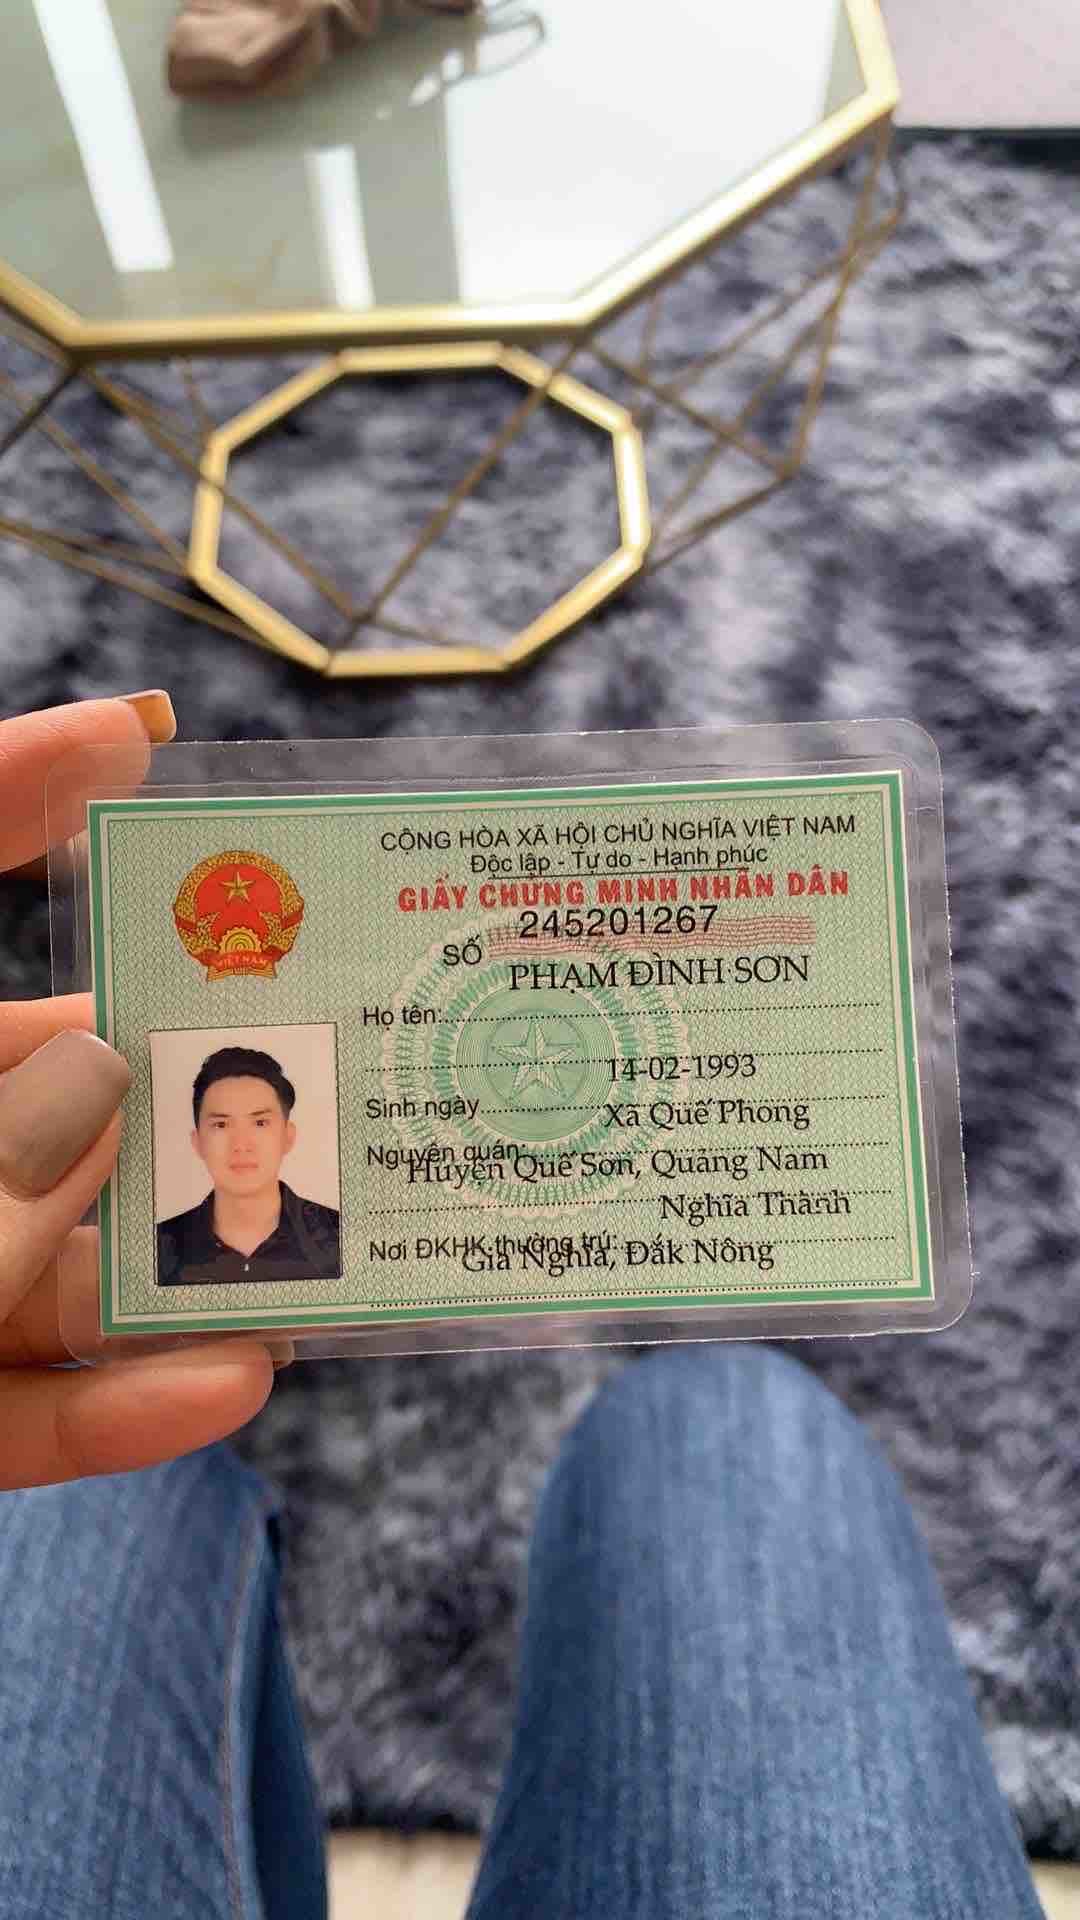 CỘNG HÒA XÃ HỘI CHỦ NGHĨA VIỆT NAM
Độc lập - Tự do - Hạnh phúc
GIẤY CHỨNG MINH NHÂN DÂN
SỐ 245201267
Họ tên: PHẠM ĐÌNH SƠN
Sinh ngày 14-02-1993
Nguyên quán: Xã Quế Phong
Huyện Quế Sơn, Quảng Nam
Nơi ĐKHK thường trú: Nghĩa Thành
Gia Nghĩa, Đắk Nông
VIỆT NAM